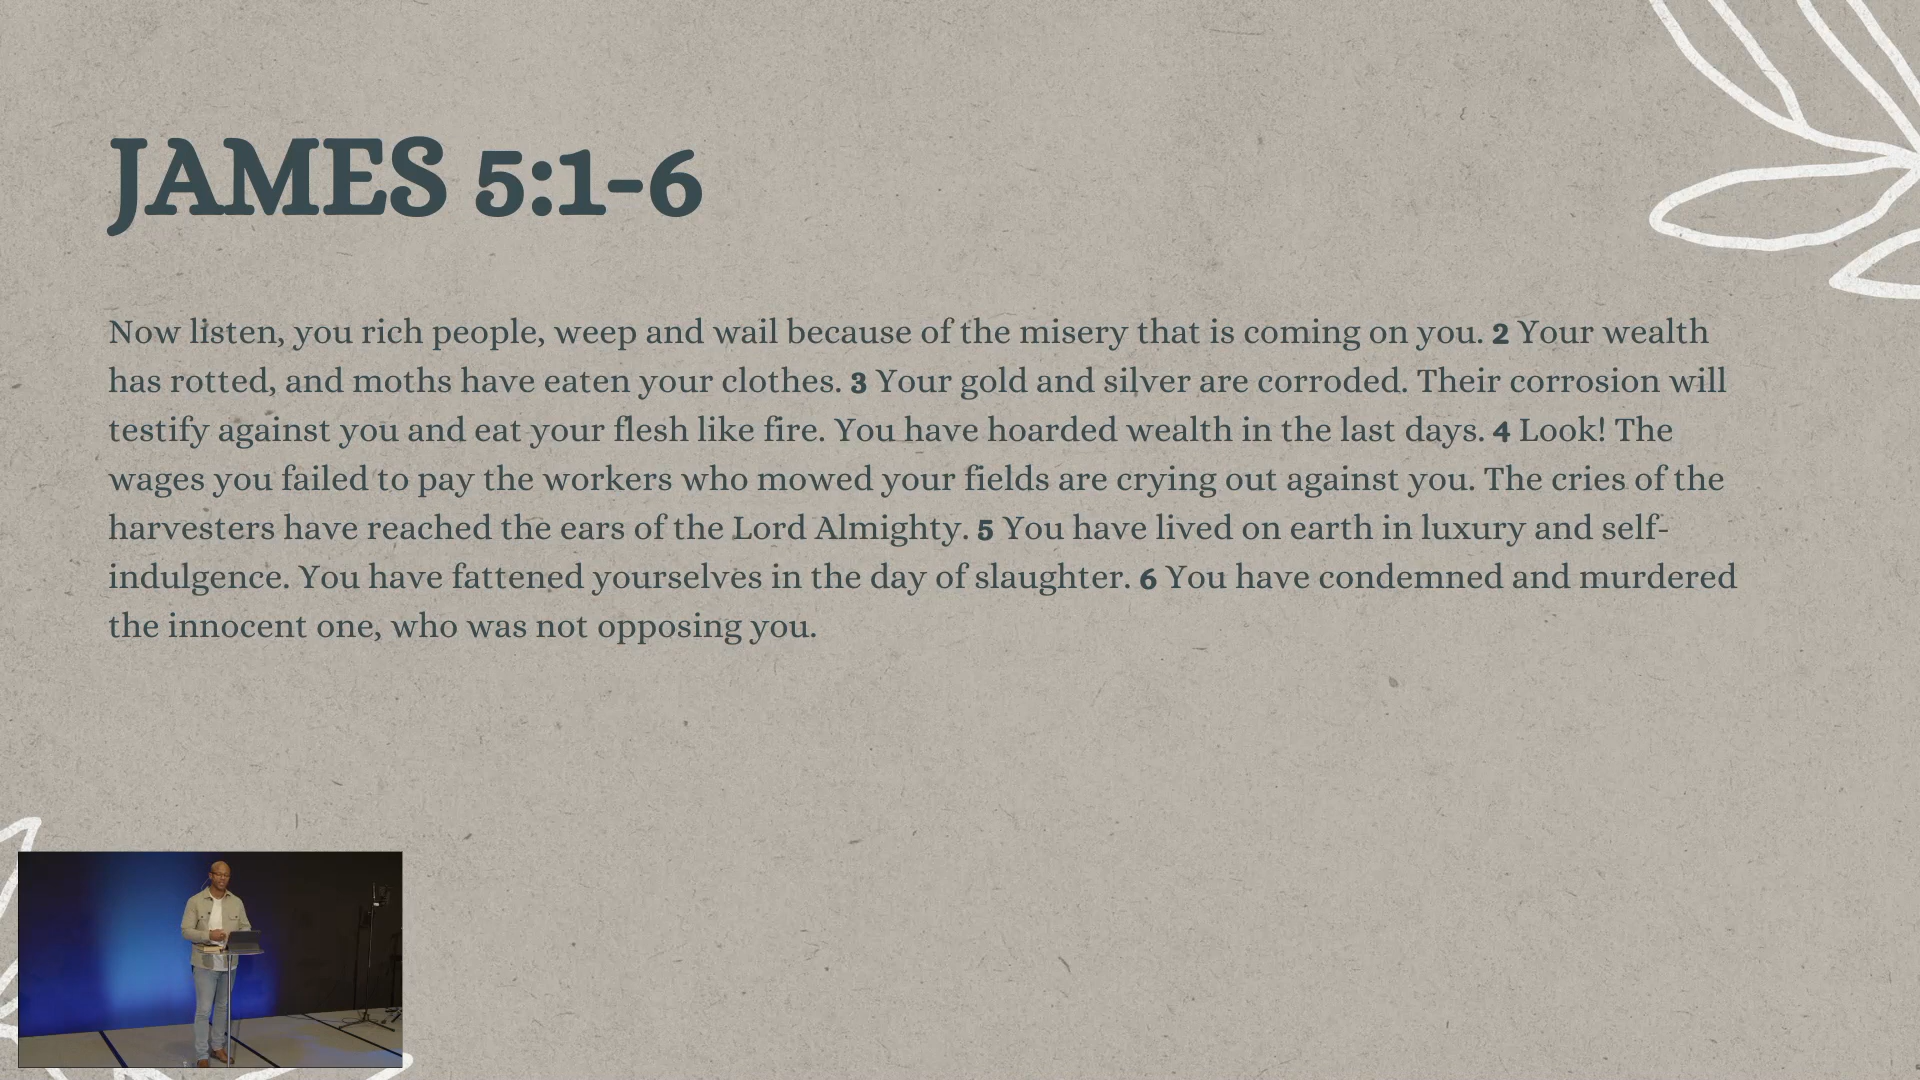 JAMES 5:1-6
Now listen, you rich people, weep and wail because of the misery that is coming on you. 2 Your wealth
has rotted, and moths have eaten your clothes. 3 Your gold and silver are corroded. Their corrosion will
testify against you and eat your flesh like fire. You have hoarded wealth in the last days. 4 Look! The
wages you failed to pay the workers who mowed your fields are crying out against you. The cries of the
harvesters have reached the ears of the Lord Almighty. 5 You have lived on earth in luxury and self-
indulgence. You have fattened yourselves in the day of slaughter. 6 You have condemned and murdered
the innocent one, who was not opposing you.